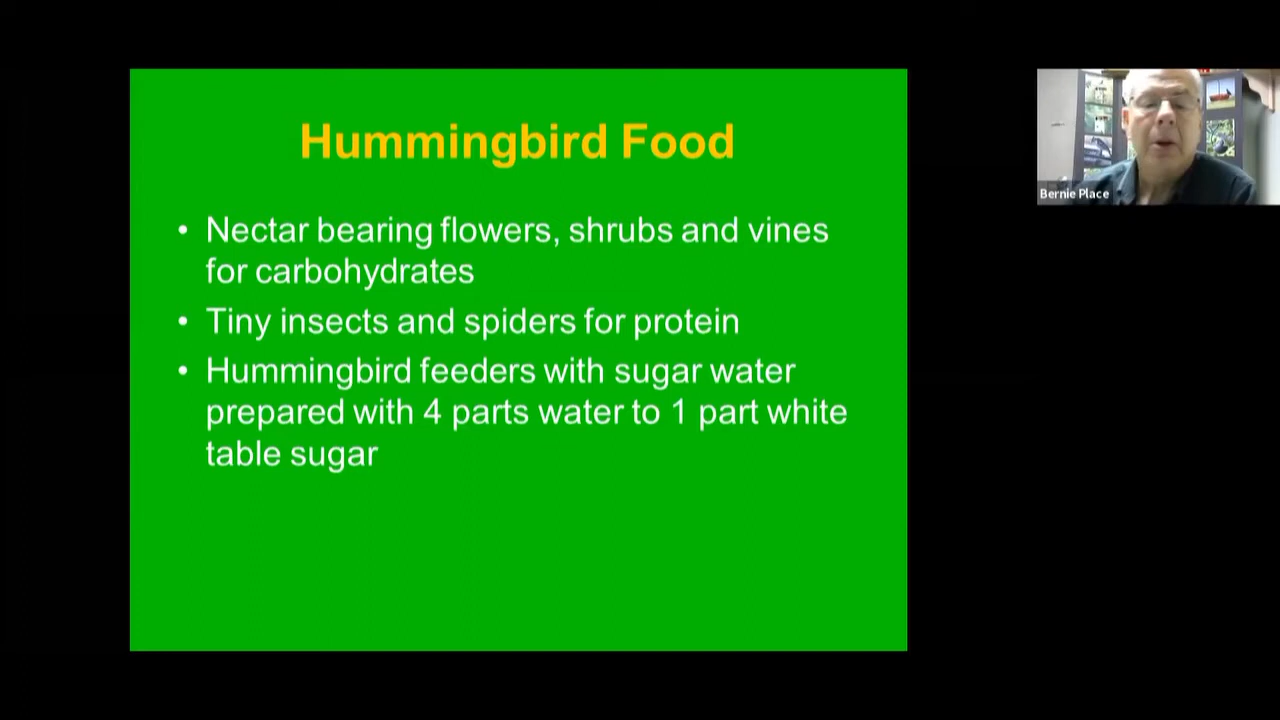 Hummingbird Food
• Nectar bearing flowers, shrubs and vines
for carbohydrates
• Tiny insects and spiders for protein
• Hummingbird feeders with sugar water
prepared with 4 parts water to 1 part white
table sugar
Bernie Place